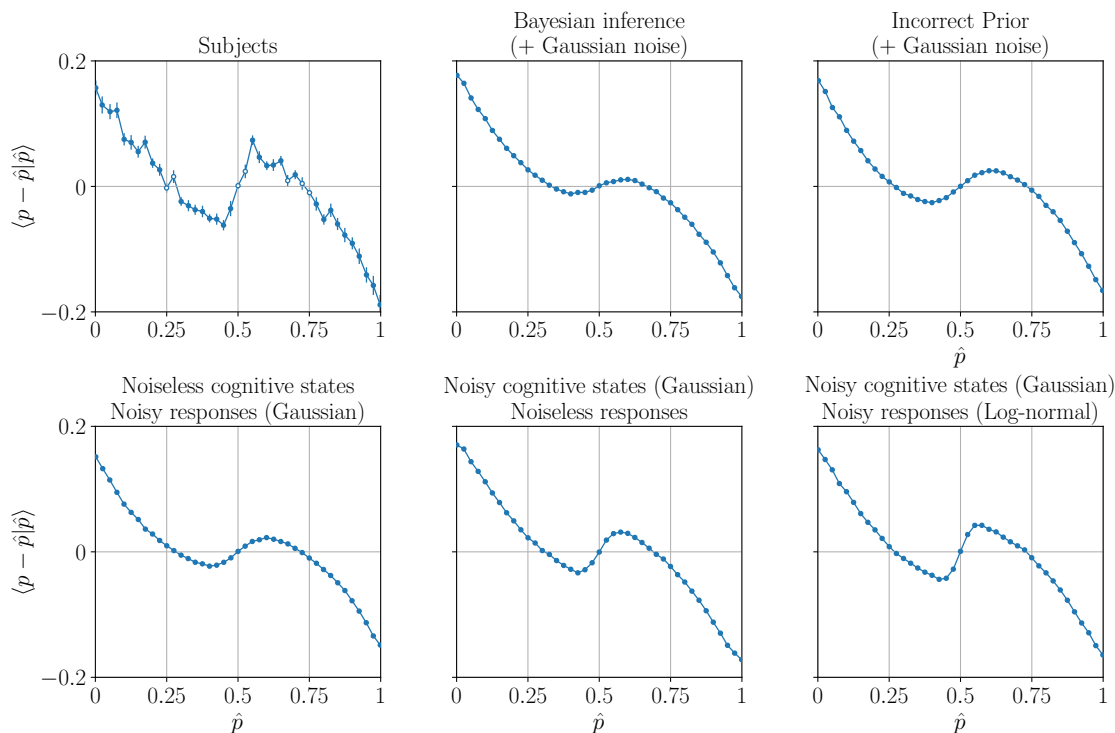 Subjects
Bayesian inference
(+ Gaussian noise)
Incorrect Prior
(+ Gaussian noise)
0.2
0
−0.2
⟨p − p̂|p̂⟩
0 0.25 0.5 0.75 1
0 0.25 0.5 0.75 1
0 0.25 0.5 0.75 1
p̂
Noiseless cognitive states
Noisy responses (Gaussian)
Noisy cognitive states (Gaussian)
Noiseless responses
Noisy cognitive states (Gaussian)
Noisy responses (Log-normal)
0.2
0
−0.2
⟨p − p̂|p̂⟩
0 0.25 0.5 0.75 1
0 0.25 0.5 0.75 1
0 0.25 0.5 0.75 1
p̂
p̂
p̂